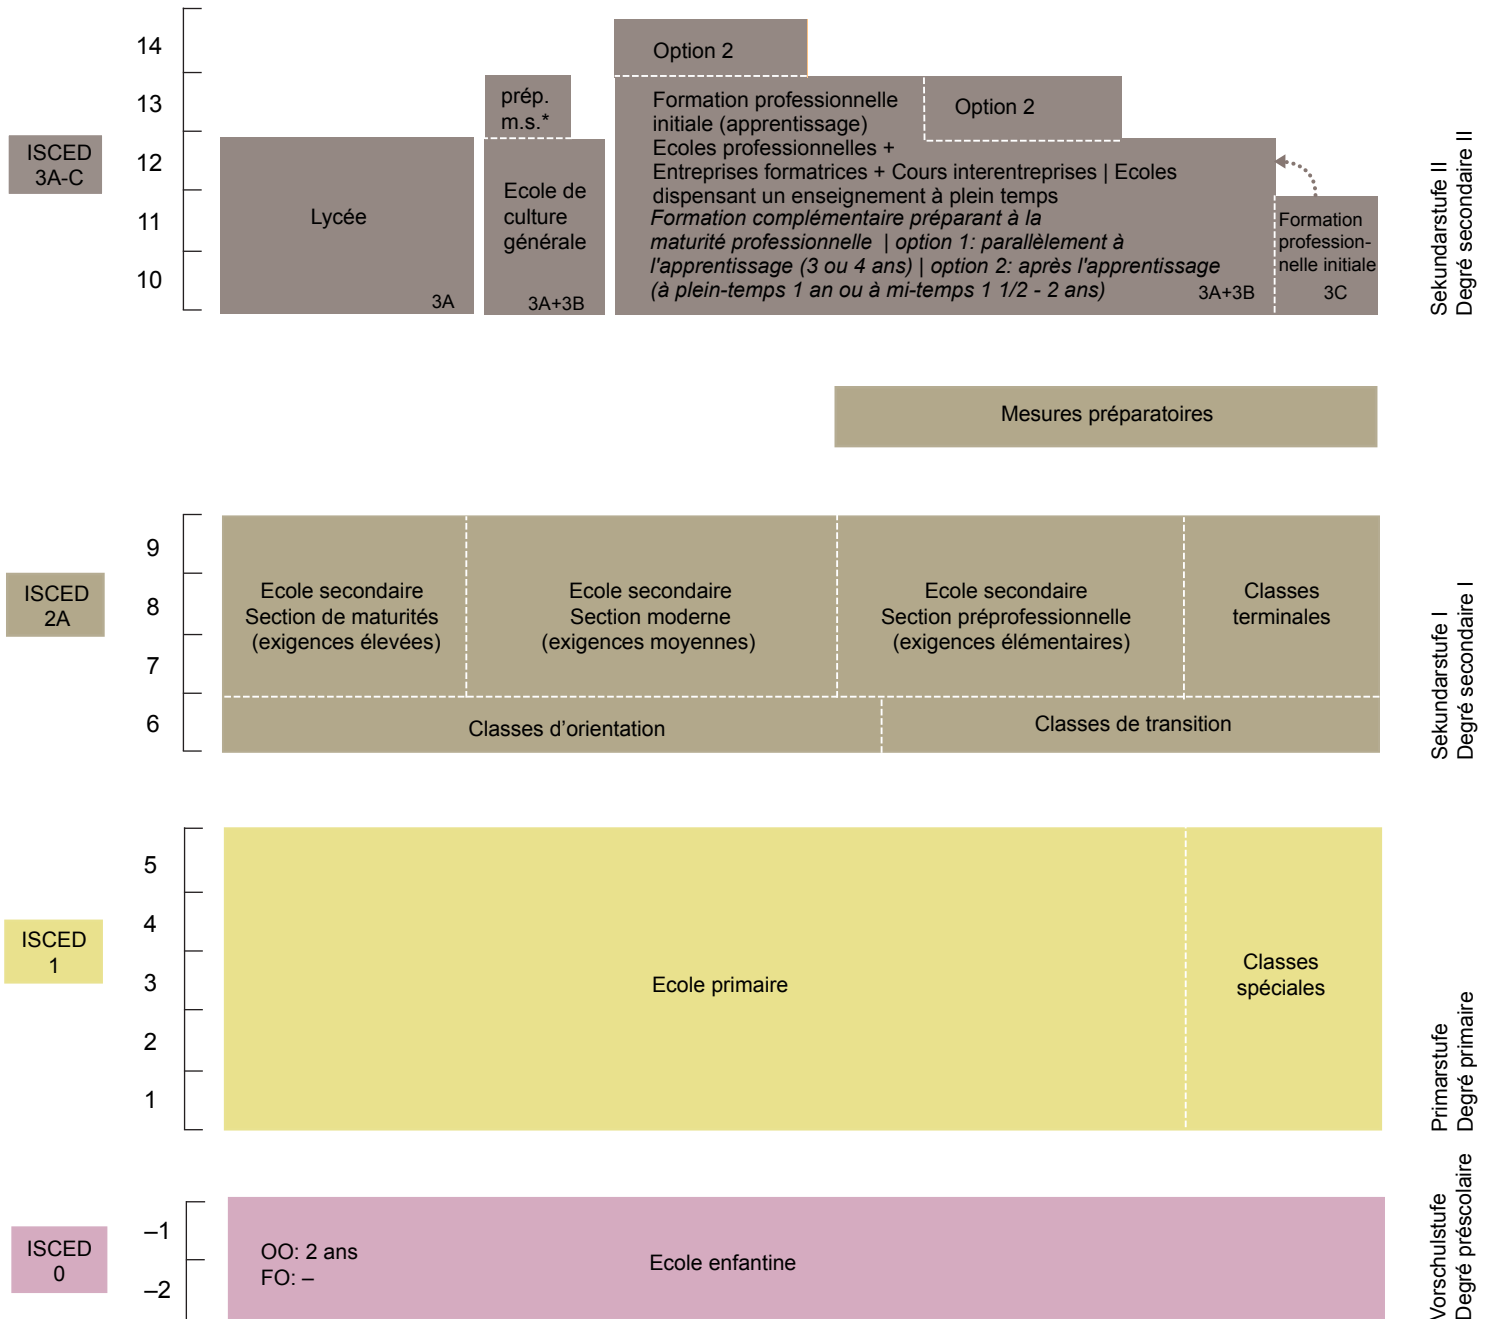 14
13
12
11
10
ISCED
3A-C
Lycée
3A
prép.
m.s.*
Ecole de
culture
générale
3A+3B
Option 2
Formation professionnelle
initiale (apprentissage)
Ecoles professionnelles +
Entreprises formatrices + Cours interentreprises | Ecoles
dispensant un enseignement à plein temps
Formation complémentaire préparant à la
maturité professionnelle | option 1: parallèlement à
l'apprentissage (3 ou 4 ans) | option 2: après l'apprentissage
(à plein-temps 1 an ou à mi-temps 1 1/2 - 2 ans)
3A+3B
Option 2
Formation
profession-
nelle initiale
3C
Sekundarstufe II
Degré secondaire II
Mesures préparatoires
9
8
7
6
ISCED
2A
Ecole secondaire
Section de maturités
(exigences élevées)
Ecole secondaire
Section moderne
(exigences moyennes)
Ecole secondaire
Section préprofessionnelle
(exigences élémentaires)
Classes
terminales
Classes d’orientation
Classes de transition
Sekundarstufe I
Degré secondaire I
5
4
3
2
1
ISCED
1
Ecole primaire
Classes
spéciales
Primarstufe
Degré primaire
–1
–2
ISCED
0
OO: 2 ans
FO: –
Ecole enfantine
Vorschulstufe
Degré préscolaire